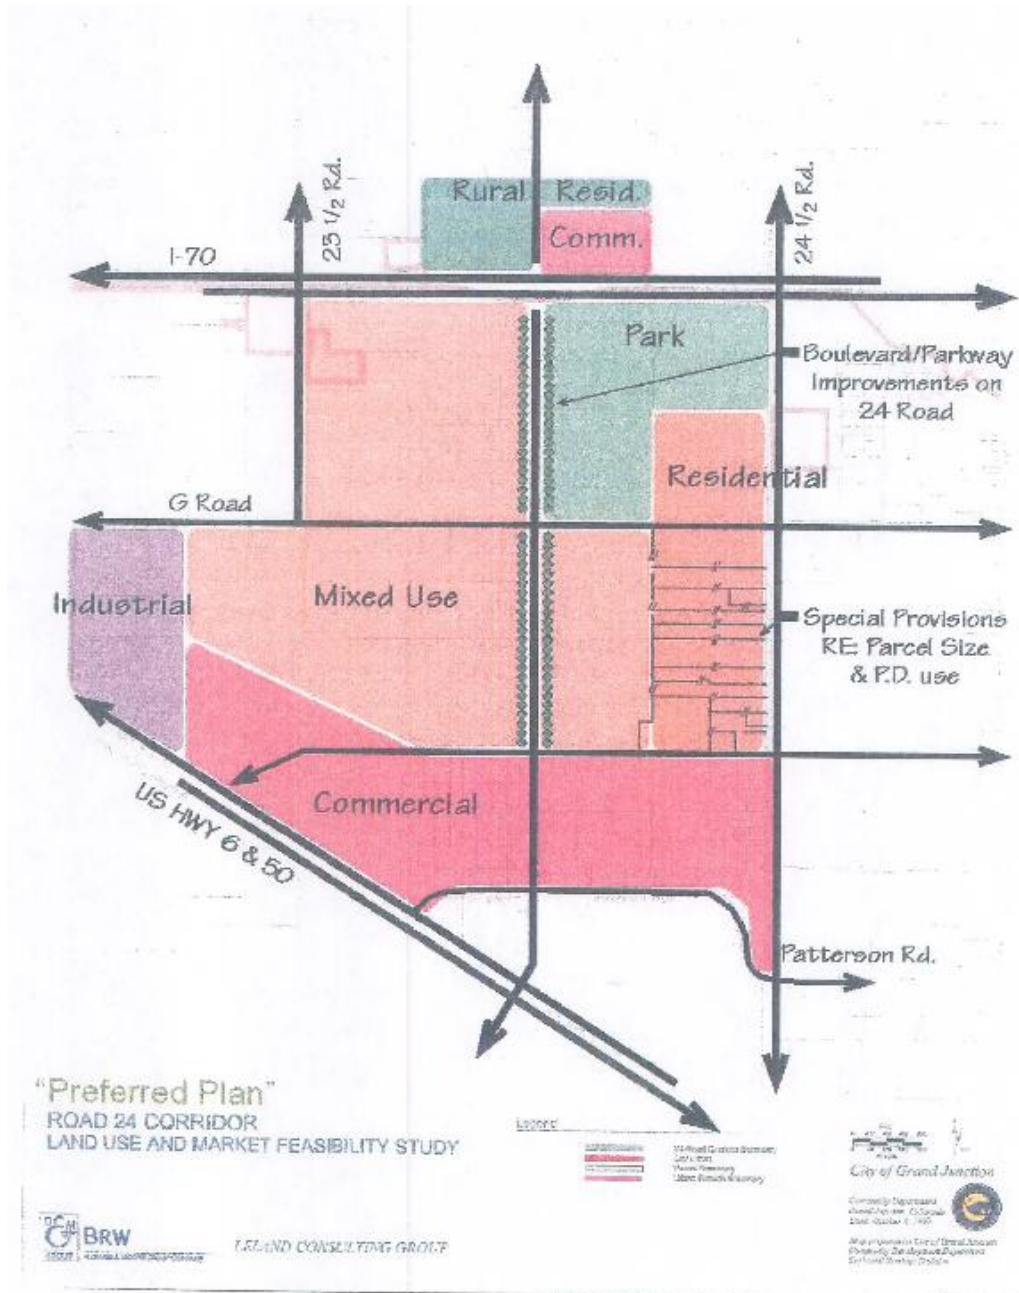 23 1/2 Rd.
24 1/2 Rd.
Rural Resid.
Comm.
I-70
Park
Boulevard/Parkway
Improvements on
24 Road
Residential
G Road
Industrial
Mixed Use
Special Provisions
RE: Parcel Size
& P.D. use
Commercial
US HWY 6 & 50
Patterson Rd.
"Preferred Plan"
ROAD 24 CORRIDOR
LAND USE AND MARKET FEASIBILITY STUDY
Legend
City of Grand Junction
BRW
LELAND CONSULTING GROUP